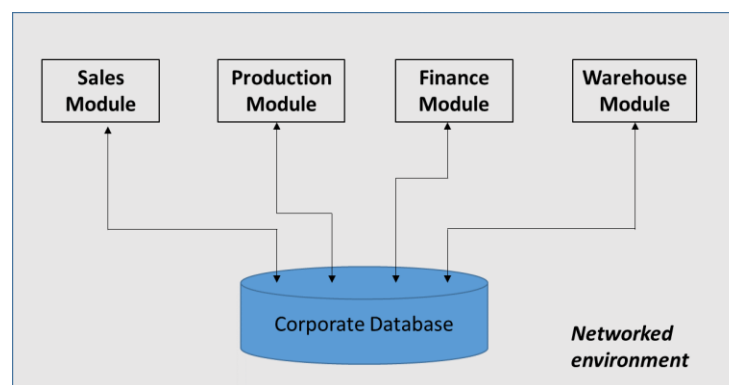 Sales
Module
Production
Module
Finance
Module
Warehouse
Module
Corporate Database
Networked
environment